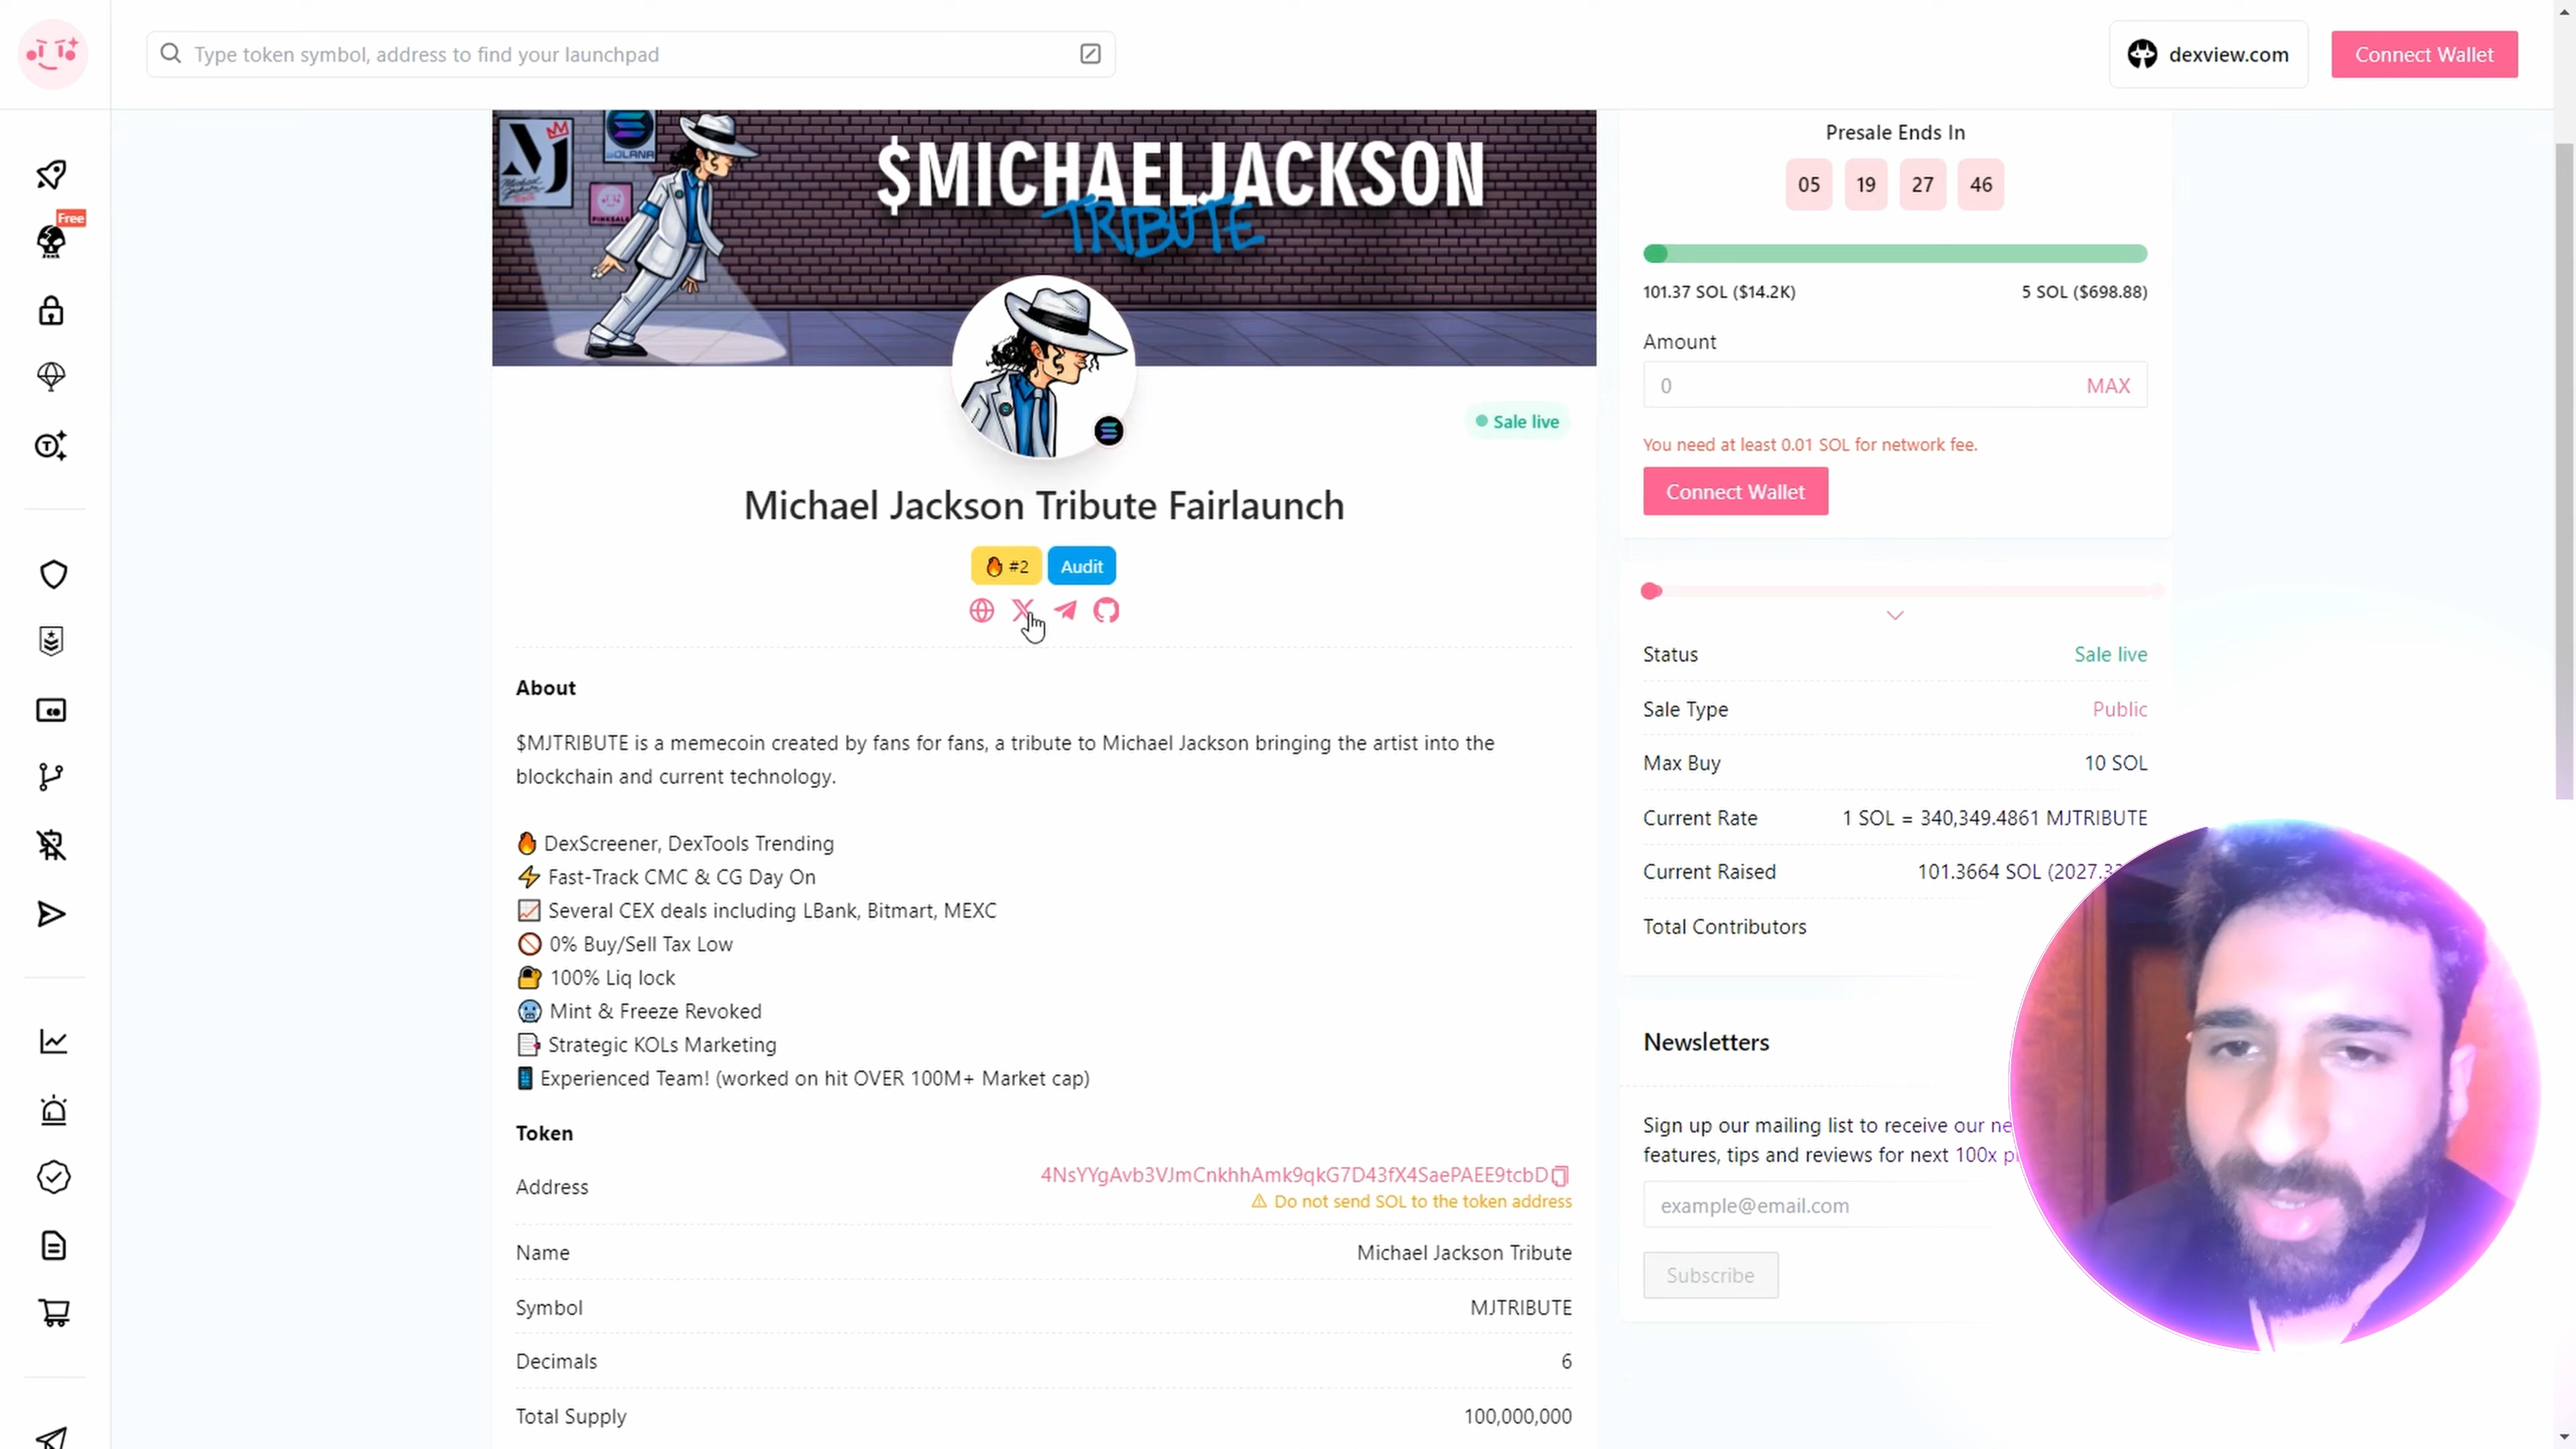 Type token symbol, address to find your launchpad
dexview.com
Connect Wallet
Free
MJ
SOLANA
PINKSALE
$MICHAELJACKSON
TRIBUTE
Sale live
Michael Jackson Tribute Fairlaunch
#2
Audit
About
$MJTRIBUTE is a memecoin created by fans for fans, a tribute to Michael Jackson bringing the artist into the
blockchain and current technology.
🔥 DexScreener, DexTools Trending
⚡ Fast-Track CMC & CG Day On
📈 Several CEX deals including LBank, Bitmart, MEXC
🚫 0% Buy/Sell Tax Low
🔐 100% Liq lock
🥶 Mint & Freeze Revoked
📑 Strategic KOLs Marketing
📱 Experienced Team! (worked on hit OVER 100M+ Market cap)
Token
Address
4NsYYgAvb3VJmCnkhhAmk9qkG7D43fX4SaePAEE9tcbD
Do not send SOL to the token address
Name
Michael Jackson Tribute
Symbol
MJTRIBUTE
Decimals
6
Total Supply
100,000,000
Presale Ends In
05 19 27 46
101.37 SOL ($14.2K)
5 SOL ($698.88)
Amount
0
MAX
You need at least 0.01 SOL for network fee.
Connect Wallet
Status
Sale live
Sale Type
Public
Max Buy
10 SOL
Current Rate
1 SOL = 340,349.4861 MJTRIBUTE
Current Raised
101.3664 SOL (2027.3
Total Contributors
Newsletters
Sign up our mailing list to receive our
features, tips and reviews for next 100x
example@email.com
Subscribe